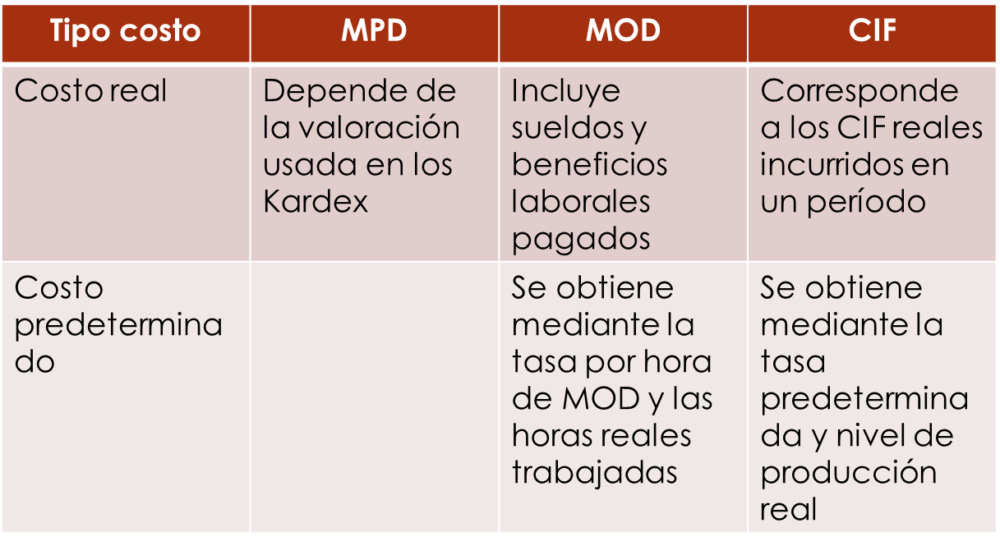 Tipo costo
MPD
MOD
CIF
Costo real
Depende de
la valoración
usada en los
Kardex
Incluye
sueldos y
beneficios
laborales
pagados
Corresponde
a los CIF reales
incurridos en
un período
Costo
predetermina
do
Se obtiene
mediante la
tasa por hora
de MOD y las
horas reales
trabajadas
Se obtiene
mediante la
tasa
predetermina
da y nivel de
producción
real